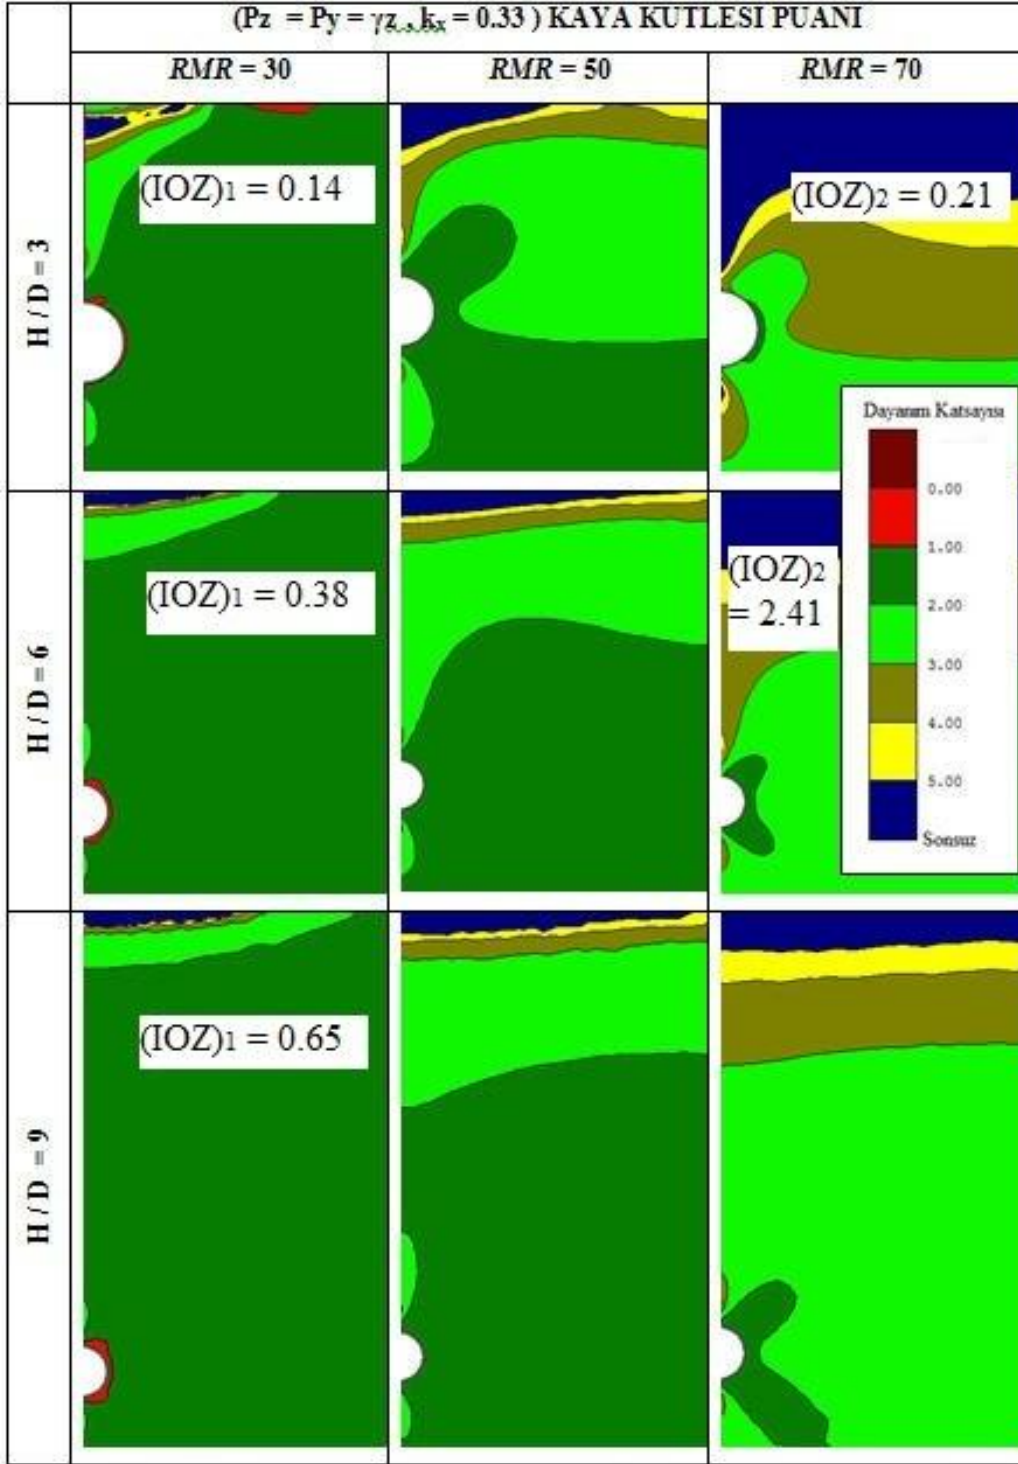 (Pz = Py = γz , kx = 0.33 ) KAYA KUTLESI PUANI
RMR = 30
RMR = 50
RMR = 70
H / D = 3
(IOZ)1 = 0.14
(IOZ)2 = 0.21
Dayanım Katsayısı
0.00
1.00
2.00
3.00
4.00
5.00
Sonsuz
H / D = 6
(IOZ)1 = 0.38
(IOZ)2
= 2.41
H / D = 9
(IOZ)1 = 0.65